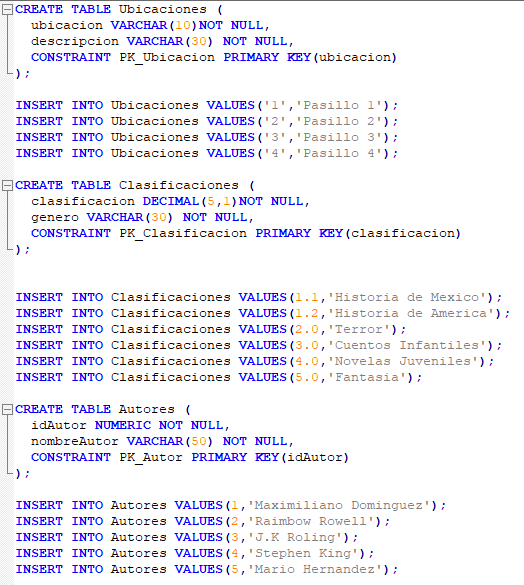 CREATE TABLE Ubicaciones (
ubicacion VARCHAR(10)NOT NULL,
descripcion VARCHAR(30) NOT NULL,
CONSTRAINT PK_Ubicacion PRIMARY KEY(ubicacion)
);
INSERT INTO Ubicaciones VALUES('1','Pasillo 1');
INSERT INTO Ubicaciones VALUES('2','Pasillo 2');
INSERT INTO Ubicaciones VALUES('3','Pasillo 3');
INSERT INTO Ubicaciones VALUES('4','Pasillo 4');
CREATE TABLE Clasificaciones (
clasificacion DECIMAL(5,1)NOT NULL,
genero VARCHAR(30) NOT NULL,
CONSTRAINT PK_Clasificacion PRIMARY KEY(clasificacion)
);
INSERT INTO Clasificaciones VALUES(1.1,'Historia de Mexico');
INSERT INTO Clasificaciones VALUES(1.2,'Historia de America');
INSERT INTO Clasificaciones VALUES(2.0,'Terror');
INSERT INTO Clasificaciones VALUES(3.0,'Cuentos Infantiles');
INSERT INTO Clasificaciones VALUES(4.0,'Novelas Juveniles');
INSERT INTO Clasificaciones VALUES(5.0,'Fantasia');
CREATE TABLE Autores (
idAutor NUMERIC NOT NULL,
nombreAutor VARCHAR(50) NOT NULL,
CONSTRAINT PK_Autor PRIMARY KEY(idAutor)
);
INSERT INTO Autores VALUES(1,'Maximiliano Dominguez');
INSERT INTO Autores VALUES(2,'Raimbow Rowell');
INSERT INTO Autores VALUES(3,'J.K Roling');
INSERT INTO Autores VALUES(4,'Stephen King');
INSERT INTO Autores VALUES(5,'Mario Hernandez');